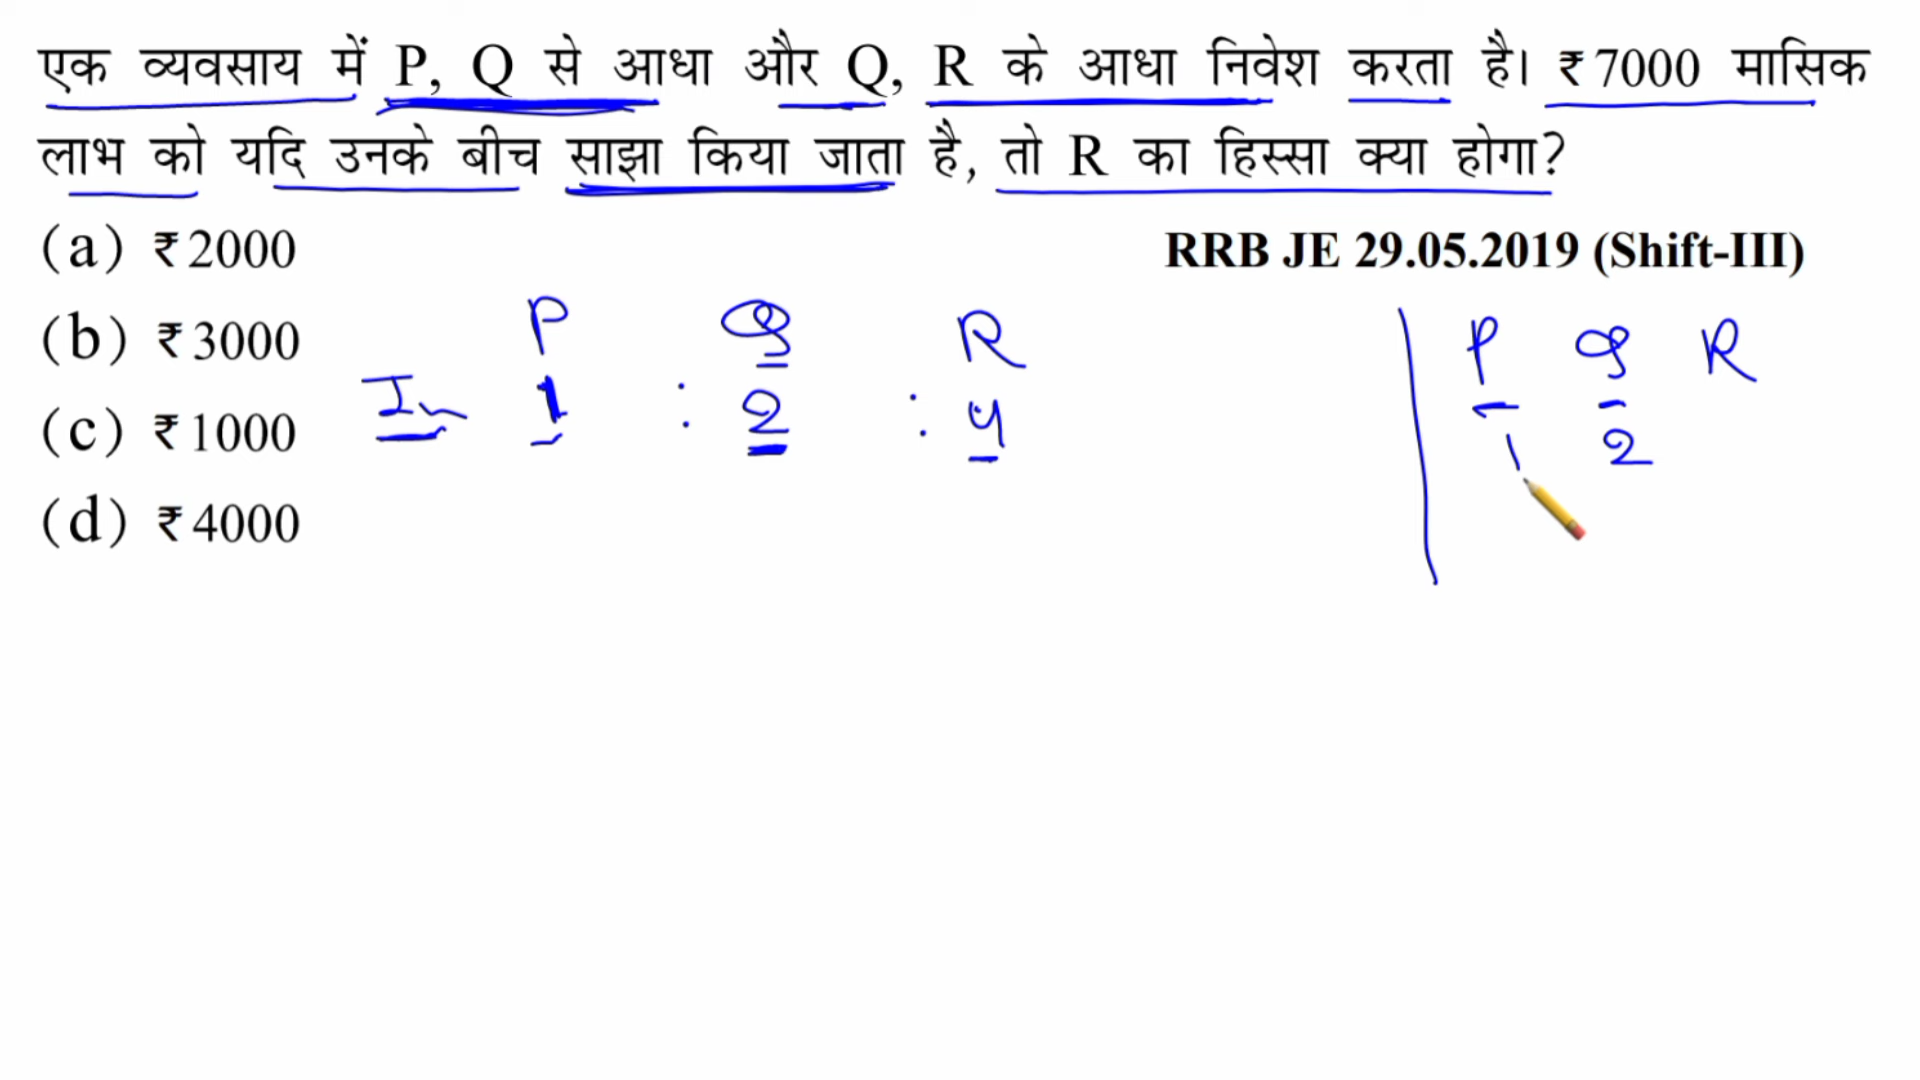 एक व्यवसाय में P, Q से आधा और Q, R के आधा निवेश करता है। ₹7000 मासिक
लाभ को यदि उनके बीच साझा किया जाता है, तो R का हिस्सा क्या होगा?
(a) ₹2000
RRB JE 29.05.2019 (Shift-III)
(b) ₹3000
(c) ₹1000
(d) ₹4000
P Q R
In 1 : 2 : 4
P Q R
1 2